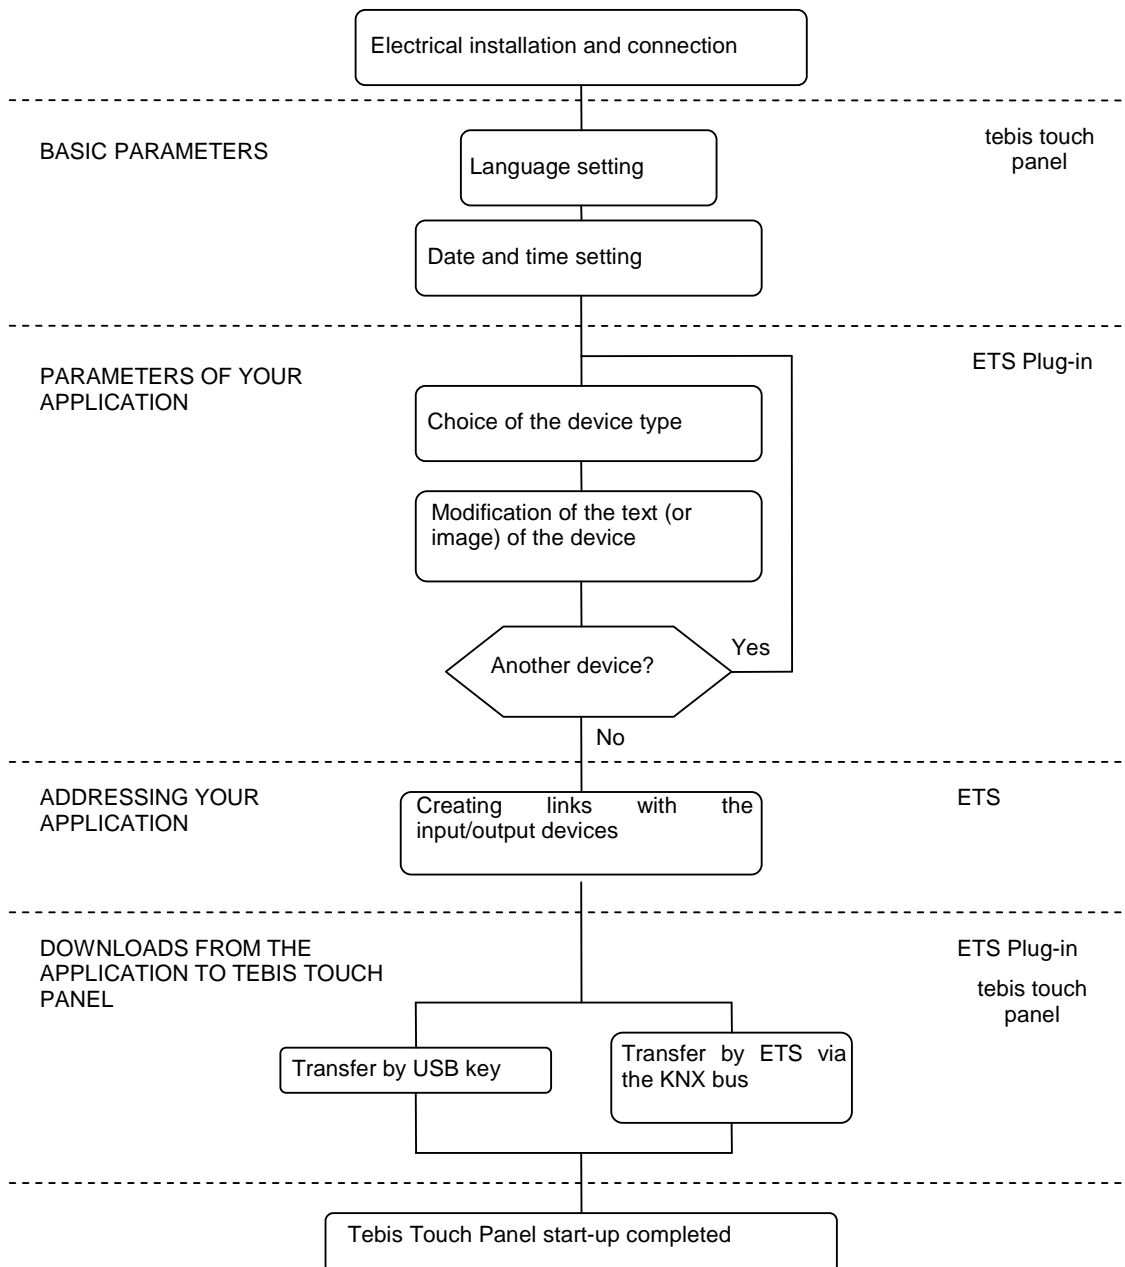 Electrical installation and connection
BASIC PARAMETERS
tebis touch
panel
Language setting
Date and time setting
PARAMETERS OF YOUR
APPLICATION
ETS Plug-in
Choice of the device type
Modification of the text (or
image) of the device
Another device?
Yes
No
ADDRESSING YOUR
APPLICATION
ETS
Creating links with the
input/output devices
DOWNLOADS FROM THE
APPLICATION TO TEBIS TOUCH
PANEL
ETS Plug-in
tebis touch
panel
Transfer by USB key
Transfer by ETS via
the KNX bus
Tebis Touch Panel start-up completed